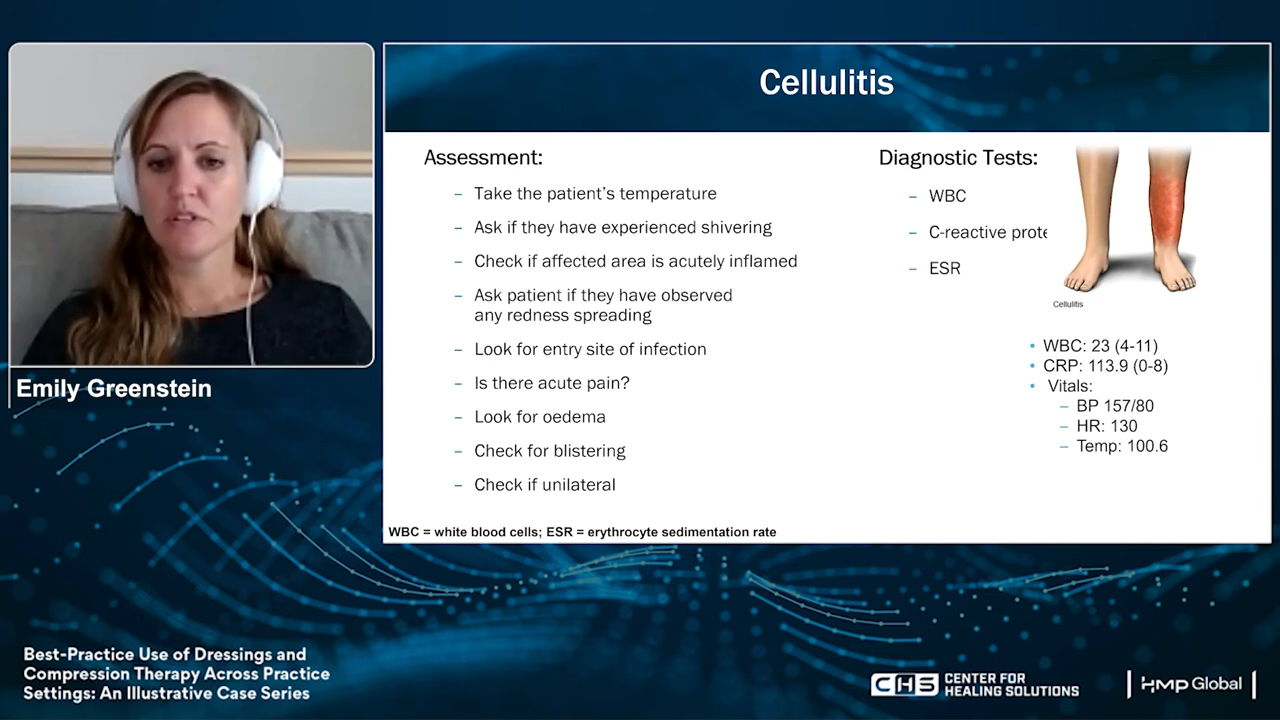 Cellulitis
Assessment:
– Take the patient's temperature
– Ask if they have experienced shivering
– Check if affected area is acutely inflamed
– Ask patient if they have observed
any redness spreading
– Look for entry site of infection
– Is there acute pain?
– Look for oedema
– Check for blistering
– Check if unilateral
Diagnostic Tests:
– WBC
– C-reactive prote
– ESR
Cellulitis
• WBC: 23 (4-11)
• CRP: 113.9 (0-8)
• Vitals:
– BP 157/80
– HR: 130
– Temp: 100.6
WBC = white blood cells; ESR = erythrocyte sedimentation rate
Emily Greenstein
Best-Practice Use of Dressings and
Compression Therapy Across Practice
Settings: An Illustrative Case Series
CHS CENTER FOR
HEALING SOLUTIONS
HMP Global